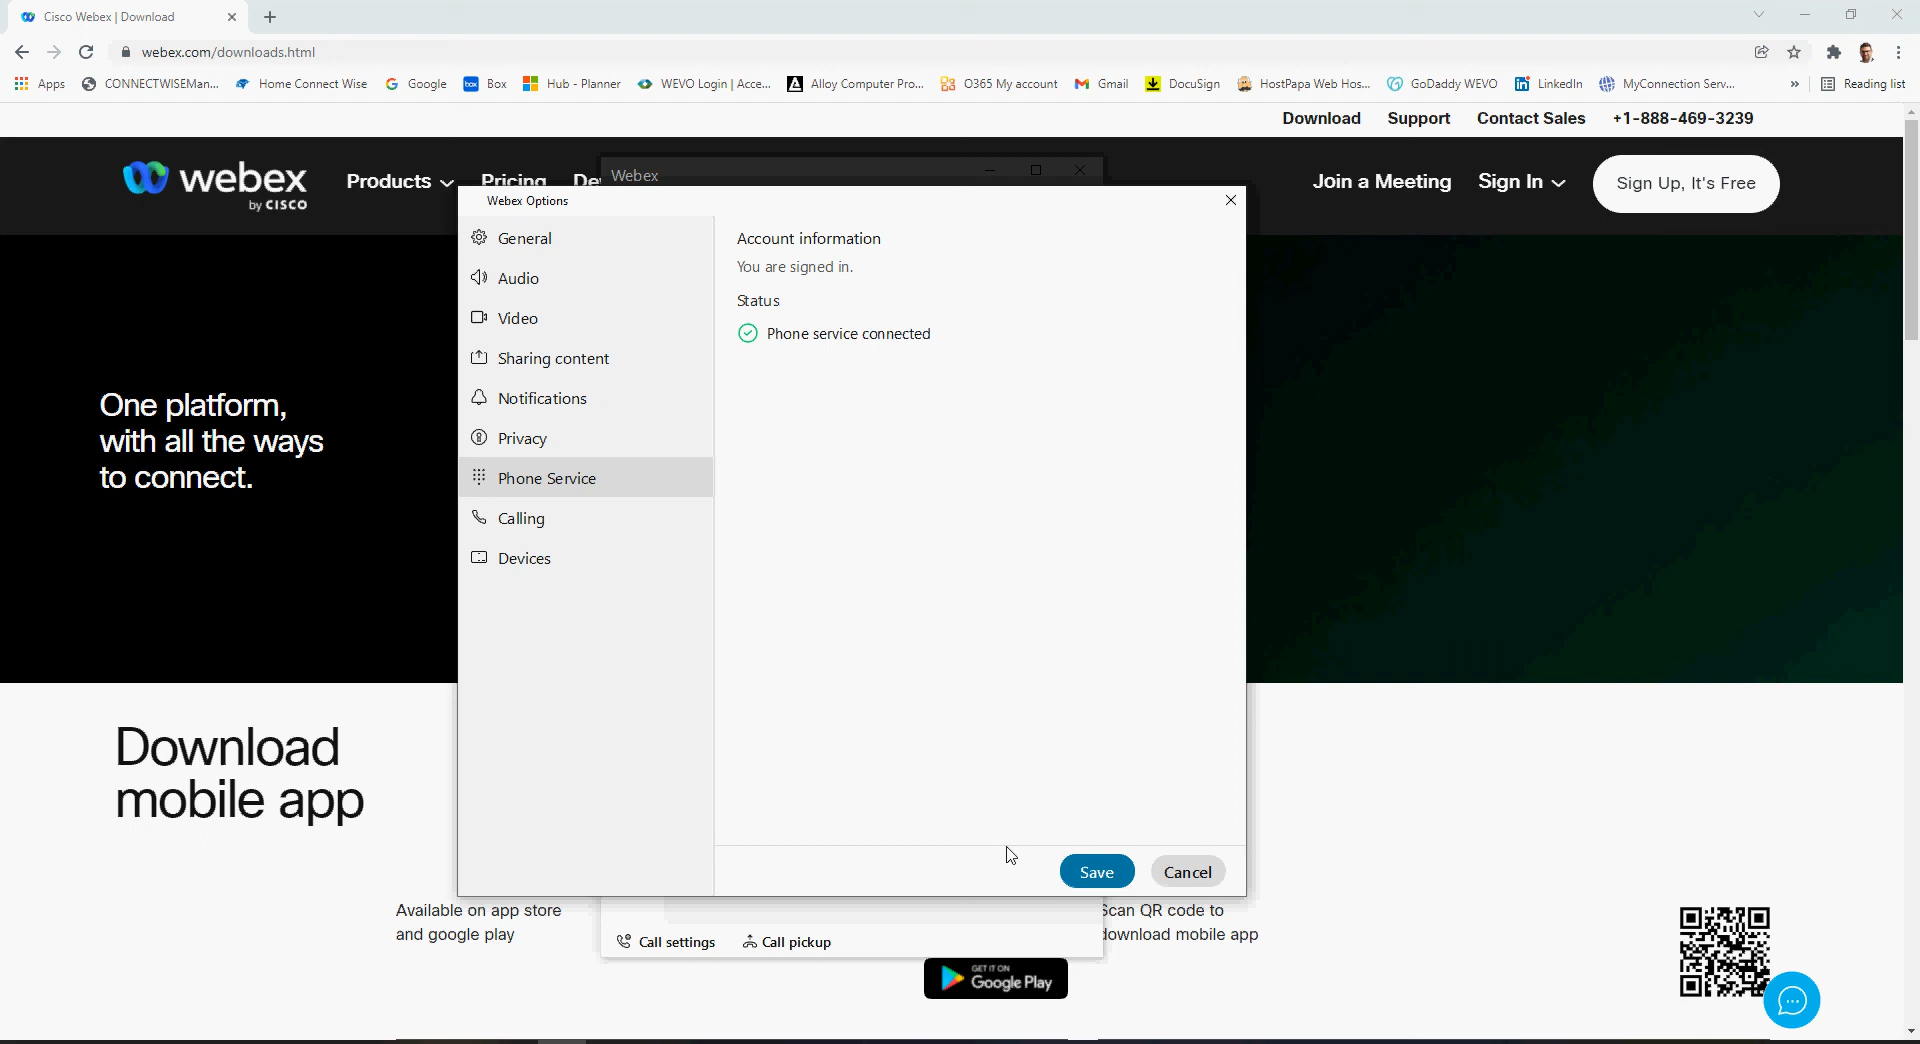 Cisco Webex | Download
webex.com/downloads.html
Apps
CONNECTWISEMan...
Home Connect Wise
Google
Box
Hub - Planner
WEVO Login | Acce...
Alloy Computer Pro...
O365 My account
Gmail
DocuSign
HostPapa Web Hos...
GoDaddy WEVO
LinkedIn
MyConnection Serv...
»
Reading list
Download
Support
Contact Sales
+1-888-469-3239
webex
by CISCO
Products
Pricing
Webex
Join a Meeting
Sign In
Sign Up, It's Free
Webex Options
General
Audio
Video
Sharing content
Notifications
Privacy
Phone Service
Calling
Devices
Account information
You are signed in.
Status
Phone service connected
Save
Cancel
One platform,
with all the ways
to connect.
Download
mobile app
Available on app store
and google play
Call settings
Call pickup
Scan QR code to
download mobile app
GET IT ON
Google Play